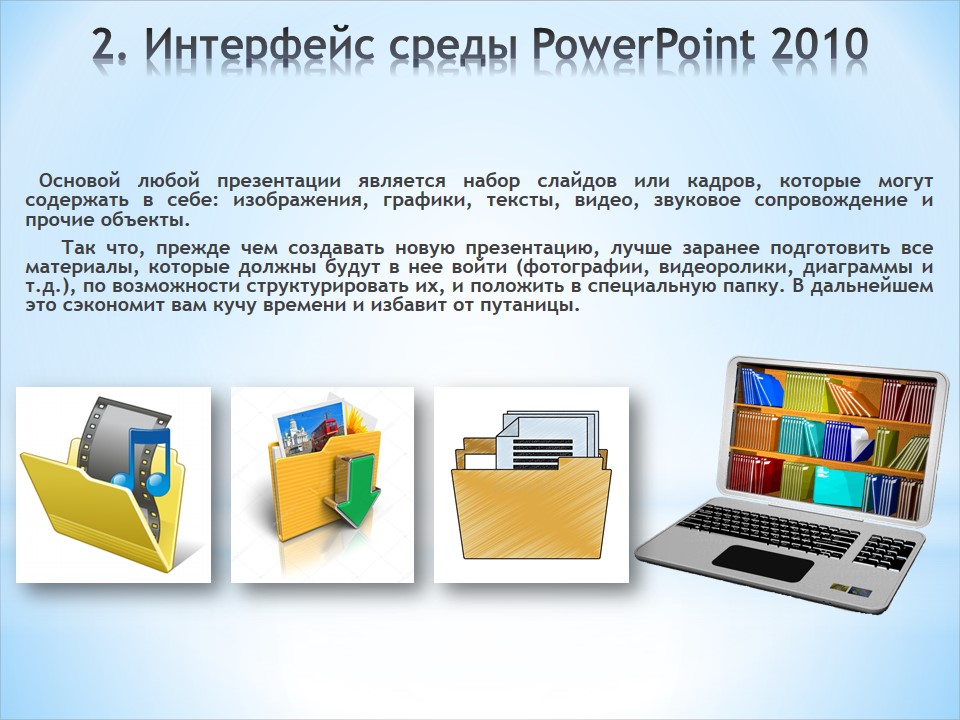 2. Интерфейс среды PowerPoint 2010
Основой любой презентации является набор слайдов или кадров, которые могут
содержать в себе: изображения, графики, тексты, видео, звуковое сопровождение и
прочие объекты.
Так что, прежде чем создавать новую презентацию, лучше заранее подготовить все
материалы, которые должны будут в нее войти (фотографии, видеоролики, диаграммы и
т.д.), по возможности структурировать их, и положить в специальную папку. В дальнейшем
это сэкономит вам кучу времени и избавит от путаницы.